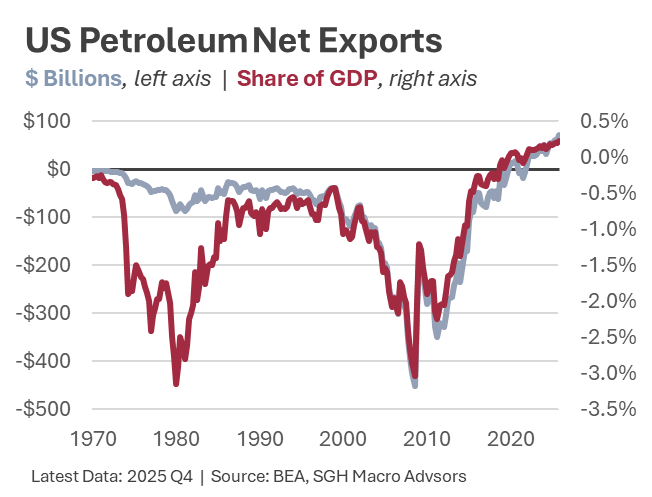 US Petroleum Net Exports
$ Billions, left axis | Share of GDP, right axis
$100 0.5%
$0 0.0%
-$100 -0.5%
-$200 -1.0%
-$300 -1.5%
-$400 -2.0%
-$500 -2.5%
-3.0%
-3.5%
1970 1980 1990 2000 2010 2020
Latest Data: 2025 Q4 | Source: BEA, SGH Macro Advsors